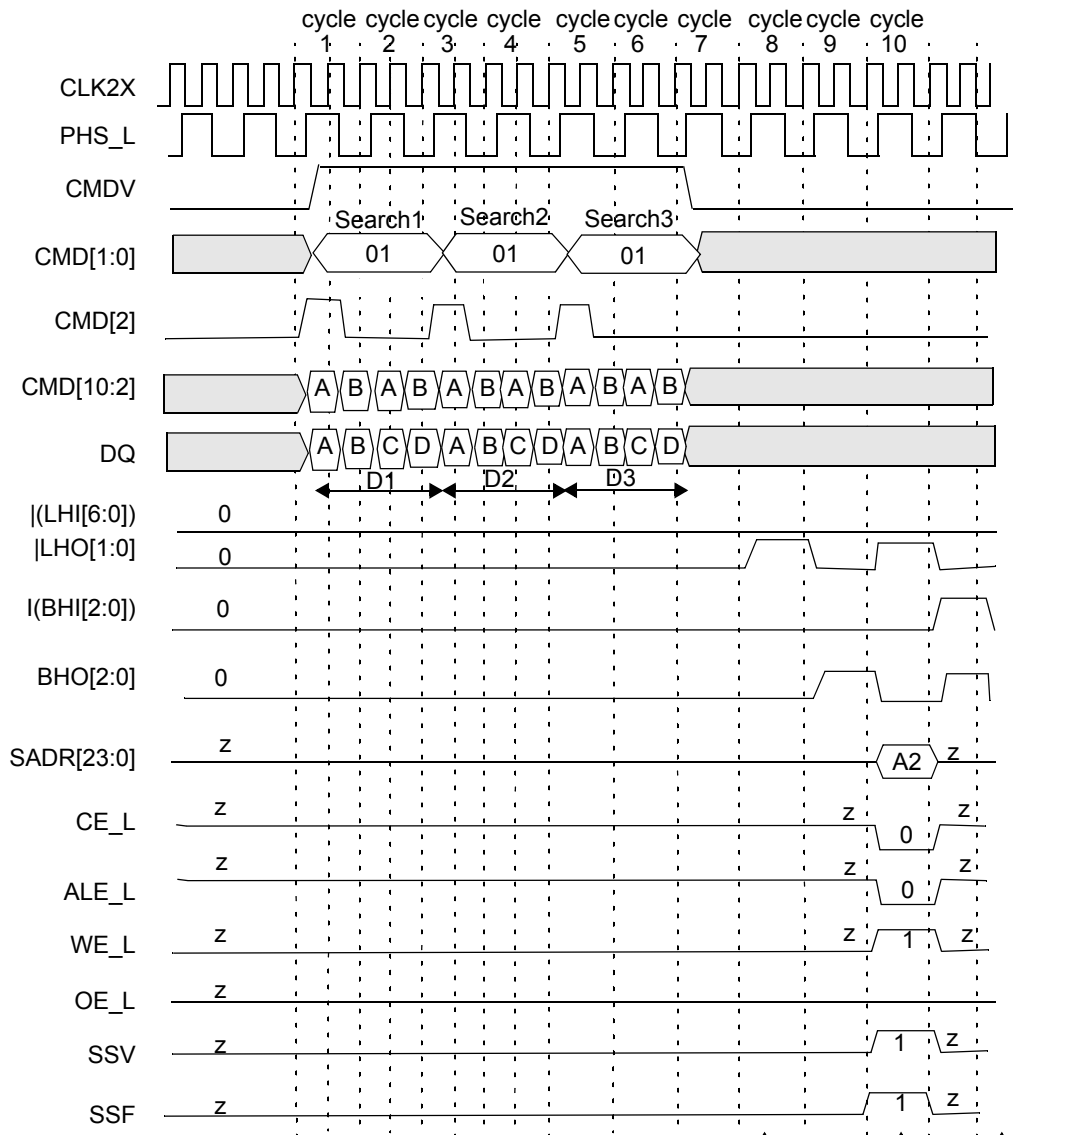 cycle cycle cycle cycle cycle cycle cycle cycle cycle cycle
1 2 3 4 5 6 7 8 9 10
CLK2X
PHS_L
CMDV
Search1 Search2 Search3
CMD[1:0] 01 01 01
CMD[2]
CMD[10:2] A B A B A B A B A B A B
DQ A B C D A B C D A B C D
D1 D2 D3
|(LHI[6:0]) 0
|LHO[1:0] 0
I(BHI[2:0]) 0
BHO[2:0] 0
SADR[23:0] z A2 z
CE_L z z 0 z
ALE_L z z 0 z
WE_L z z 1 z
OE_L z
SSV z 1 z
SSF z 1 z